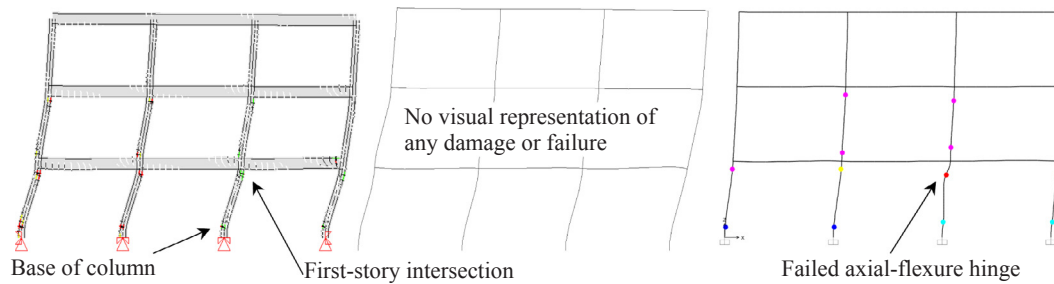 No visual representation of
any damage or failure
z
x
Base of column
First-story intersection
Failed axial-flexure hinge